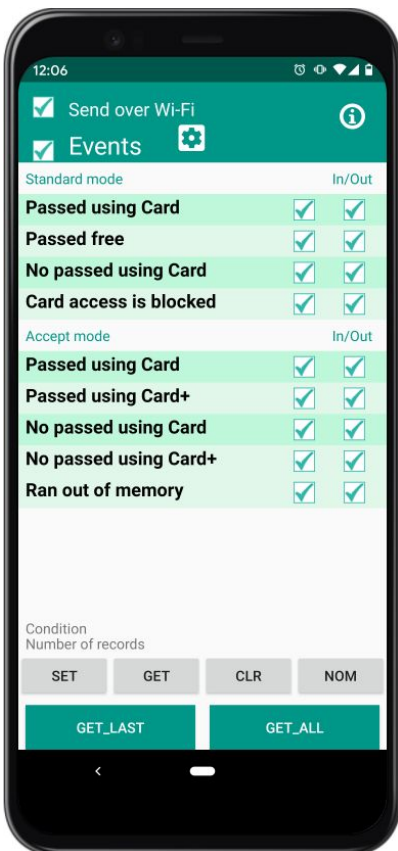 12:06
Send over Wi-Fi
Events
Standard mode In/Out
Passed using Card
Passed free
No passed using Card
Card access is blocked
Accept mode In/Out
Passed using Card
Passed using Card+
No passed using Card
No passed using Card+
Ran out of memory
Condition
Number of records
SET GET CLR NOM
GET_LAST GET_ALL